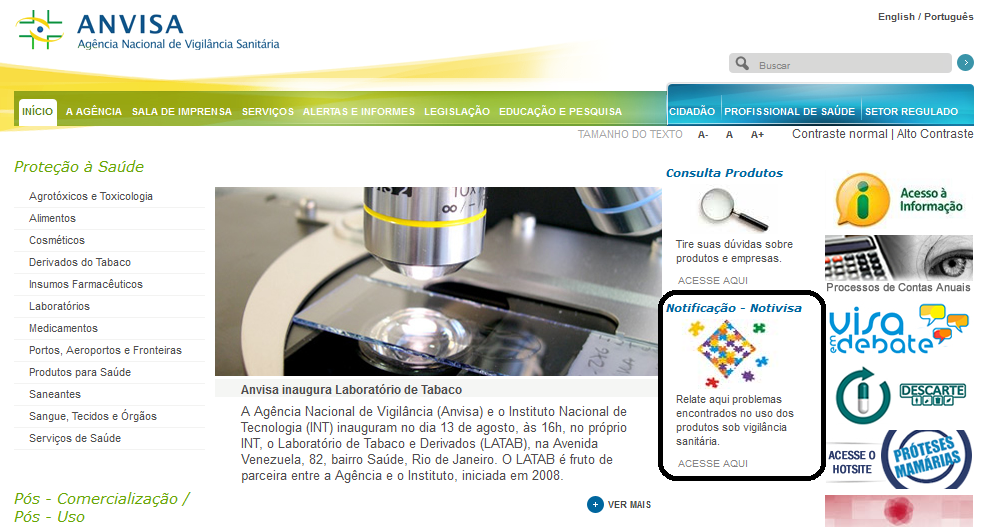 ANVISA
Agência Nacional de Vigilância Sanitária
English / Português
Buscar
INÍCIO
A AGÊNCIA
SALA DE IMPRENSA
SERVIÇOS
ALERTAS E INFORMES
LEGISLAÇÃO
EDUCAÇÃO E PESQUISA
CIDADÃO
PROFISSIONAL DE SAÚDE
SETOR REGULADO
TAMANHO DO TEXTO A- A A+ Contraste normal | Alto Contraste
Proteção à Saúde
Agrotóxicos e Toxicologia
Alimentos
Cosméticos
Derivados do Tabaco
Insumos Farmacêuticos
Laboratórios
Medicamentos
Portos, Aeroportos e Fronteiras
Produtos para Saúde
Saneantes
Sangue, Tecidos e Órgãos
Serviços de Saúde
Pós - Comercialização /
Pós - Uso
10X
∞/-
Anvisa inaugura Laboratório de Tabaco
A Agência Nacional de Vigilância (Anvisa) e o Instituto Nacional de
Tecnologia (INT) inauguram no dia 13 de agosto, às 16h, no próprio
INT, o Laboratório de Tabaco e Derivados (LATAB), na Avenida
Venezuela, 82, bairro Saúde, Rio de Janeiro. O LATAB é fruto de
parceira entre a Agência e o Instituto, iniciada em 2008.
VER MAIS
Consulta Produtos
Tire suas dúvidas sobre
produtos e empresas.
ACESSE AQUI
Notificação - Notivisa
Relate aqui problemas
encontrados no uso dos
produtos sob vigilância
sanitária.
ACESSE AQUI
Acesso à
Informação
Processos de Contas Anuais
visa
em debate
DESCARTE
ACESSE O
HOTSITE
PRÓTESES
MAMÁRIAS